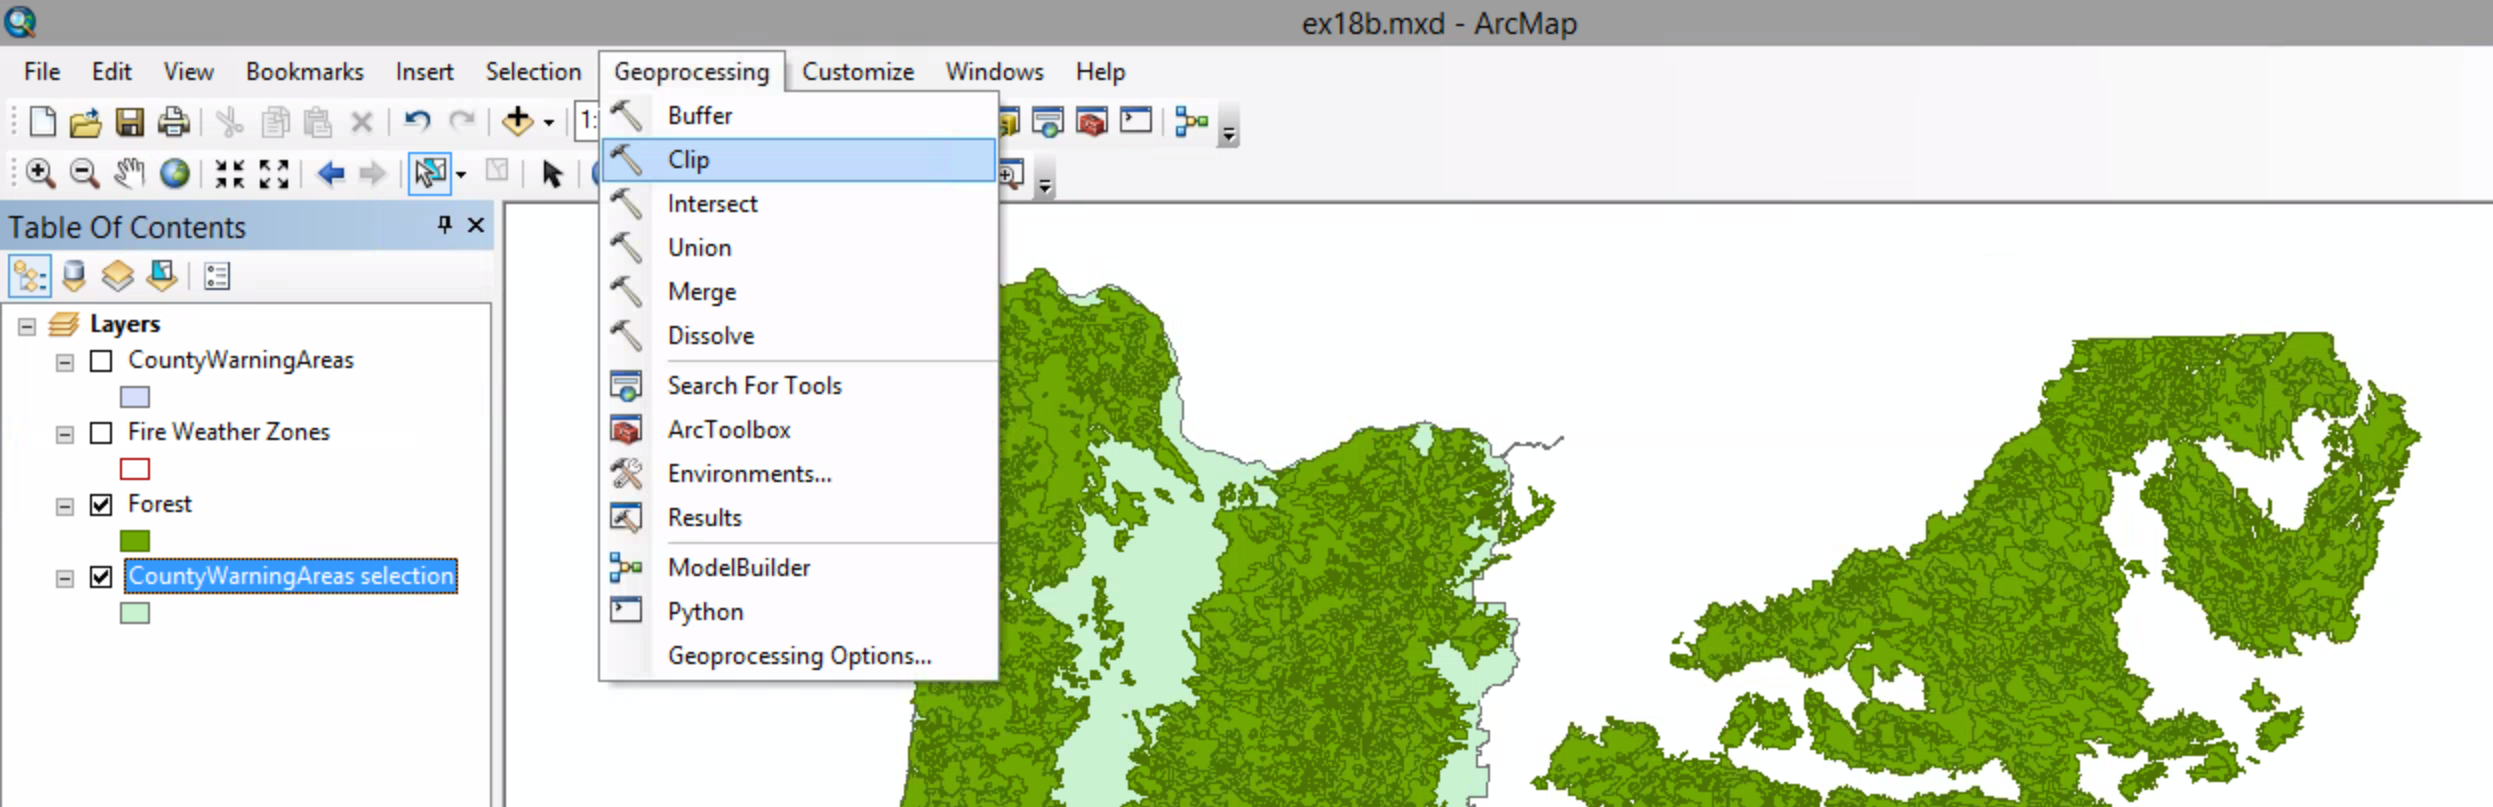 ex18b.mxd - ArcMap
File Edit View Bookmarks Insert Selection Geoprocessing Customize Windows Help
1:
Buffer
Clip
Intersect
Union
Merge
Dissolve
Search For Tools
ArcToolbox
Environments...
Results
ModelBuilder
Python
Geoprocessing Options...
Table Of Contents
Layers
CountyWarningAreas
Fire Weather Zones
Forest
CountyWarningAreas selection